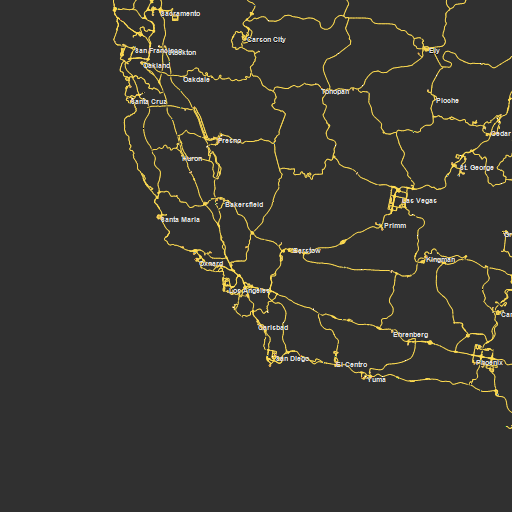 Sacramento
Carson City
San Francisco
Stockton
Ely
Oakland
Oakdale
Tonopah
Santa Cruz
Pioche
Cedar
Fresno
Huron
St. George
Bakersfield
Las Vegas
Santa Maria
Primm
Barstow
Kingman
Oxnard
Los Angeles
Carlsbad
Ehrenberg
San Diego
El Centro
Phoenix
Yuma